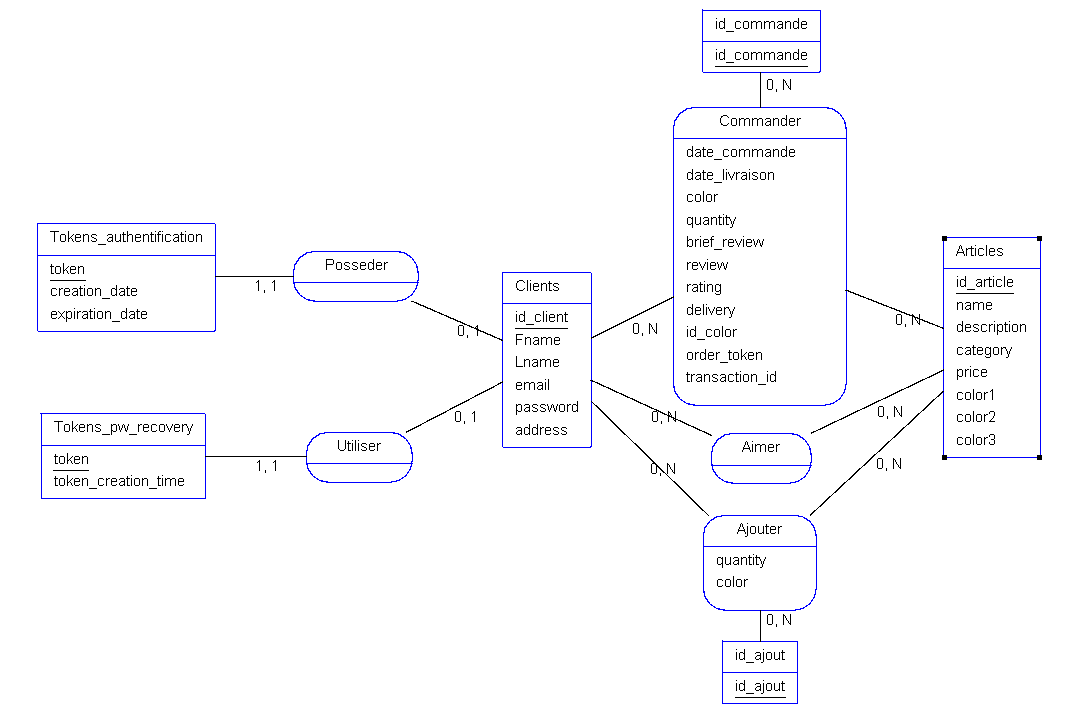 id_commande
id_commande
0, N
Commander
date_commande
date_livraison
color
quantity
brief_review
review
rating
delivery
id_color
order_token
transaction_id
Tokens_authentification
token
creation_date
expiration_date
1, 1
Posseder
0, 1
Clients
id_client
Fname
Lname
email
password
address
0, N
0, N
Articles
id_article
name
description
category
price
color1
color2
color3
Tokens_pw_recovery
token
token_creation_time
1, 1
Utiliser
0, 1
0, N
Aimer
0, N
0, N
0, N
Ajouter
quantity
color
0, N
id_ajout
id_ajout